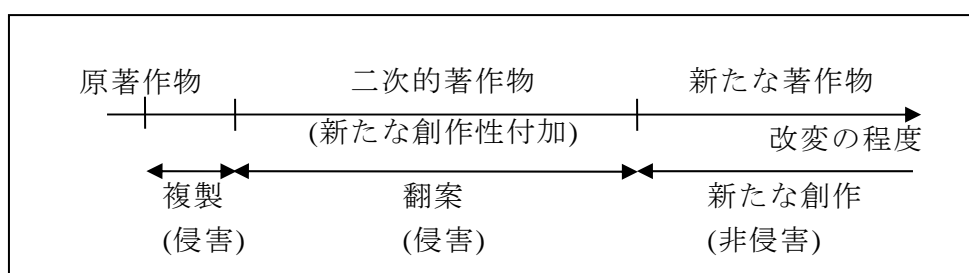 原著作物 二次的著作物 新たな著作物
(新たな創作性付加) 改変の程度
複製 翻案 新たな創作
(侵害) (侵害) (非侵害)